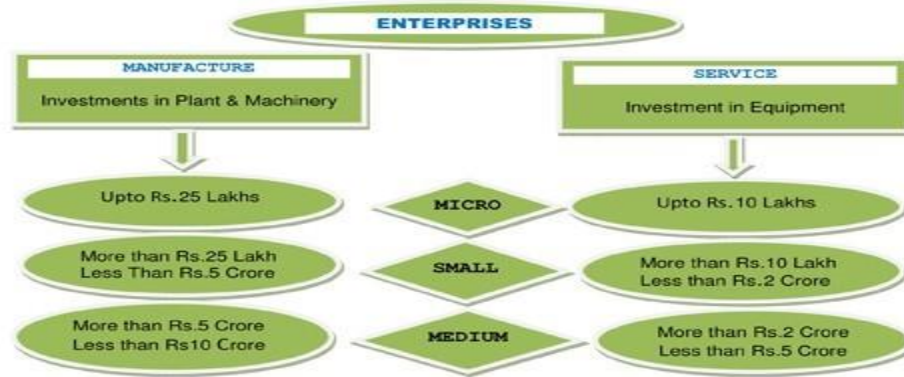 ENTERPRISES
MANUFACTURE
Investments in Plant & Machinery
SERVICE
Investment in Equipment
Upto Rs.25 Lakhs
MICRO
Upto Rs.10 Lakhs
More than Rs.25 Lakh
Less Than Rs.5 Crore
SMALL
More than Rs.10 Lakh
Less than Rs.2 Crore
More than Rs.5 Crore
Less than Rs10 Crore
MEDIUM
More than Rs.2 Crore
Less than Rs.5 Crore